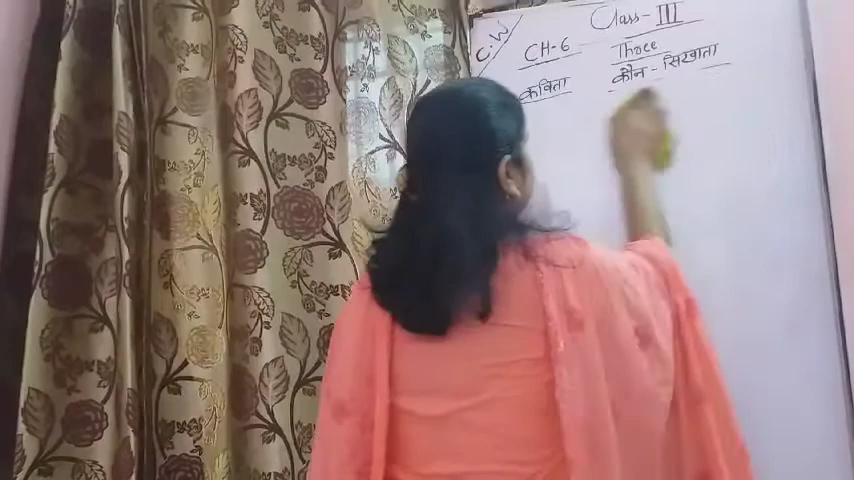 C.W
Class - III
CH-6
Three
कविता
कौन - सिखाता